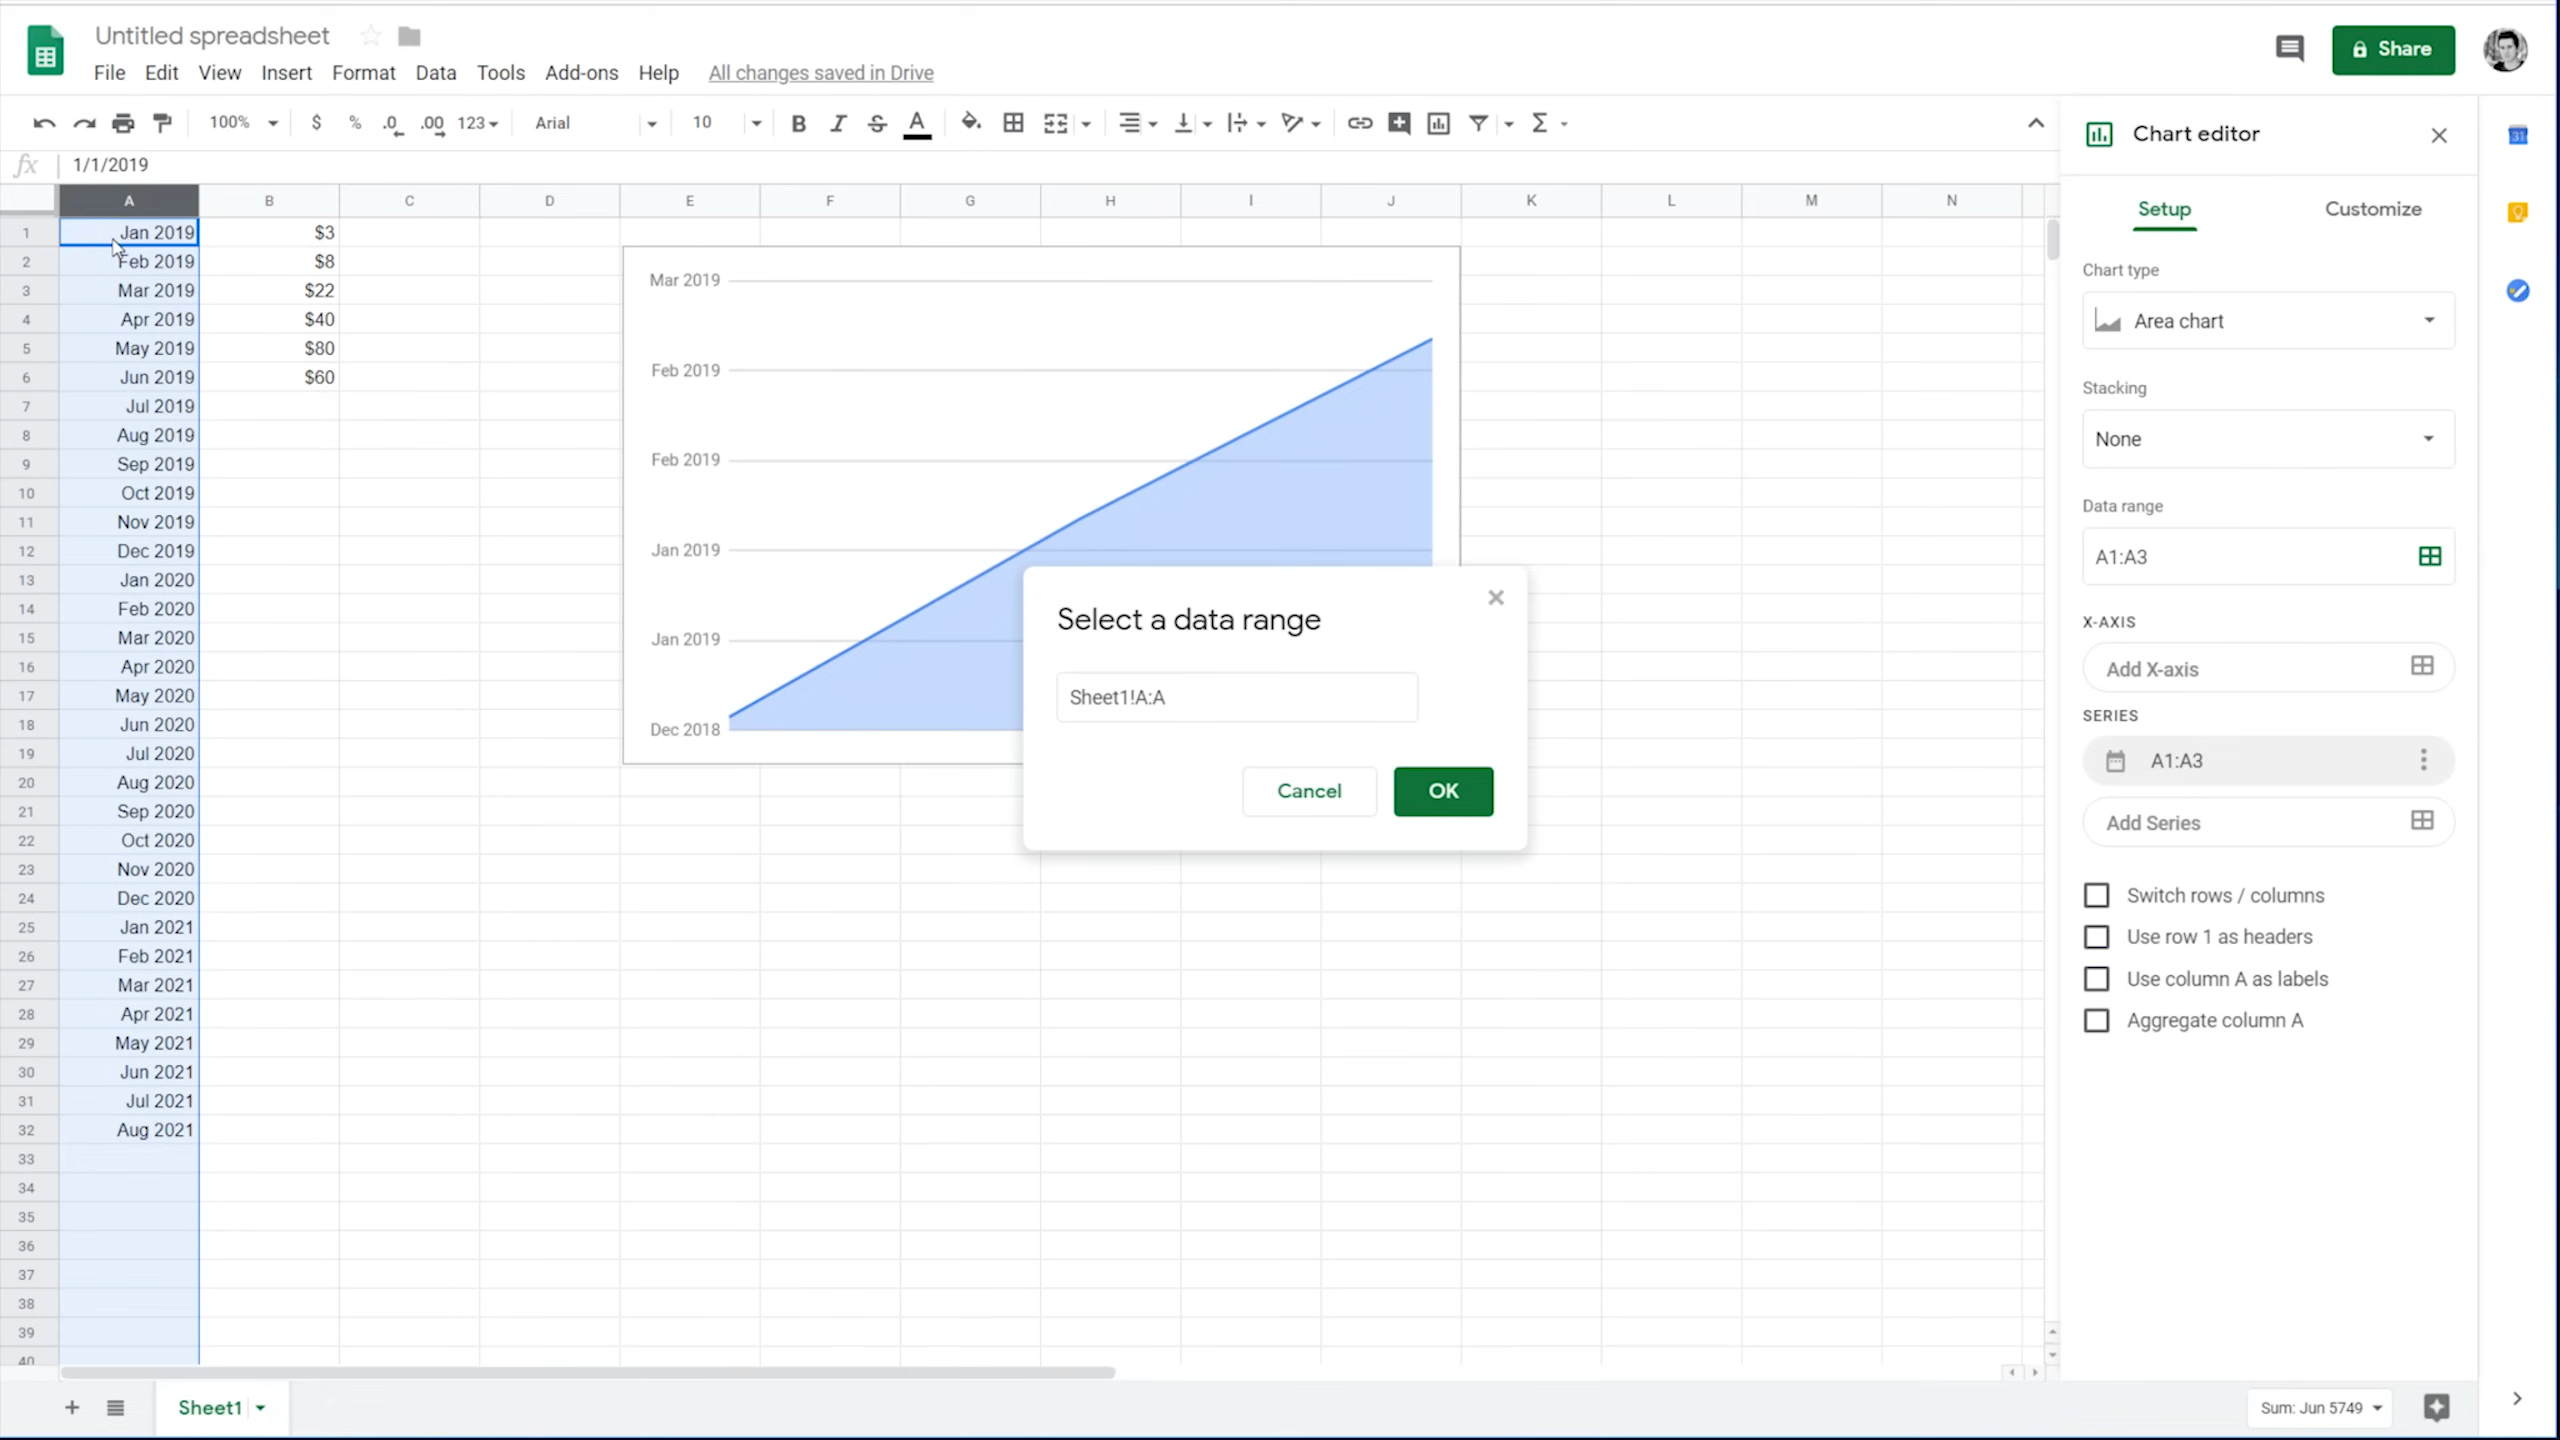 Untitled spreadsheet
File Edit View Insert Format Data Tools Add-ons Help All changes saved in Drive
Share
100% $ % .0 .00 123 Arial 10 B I S A Σ
fx 1/1/2019
A B C D E F G H I J K L M N
1 Jan 2019 $3
2 Feb 2019 $8
3 Mar 2019 $22
4 Apr 2019 $40
5 May 2019 $80
6 Jun 2019 $60
7 Jul 2019
8 Aug 2019
9 Sep 2019
10 Oct 2019
11 Nov 2019
12 Dec 2019
13 Jan 2020
14 Feb 2020
15 Mar 2020
16 Apr 2020
17 May 2020
18 Jun 2020
19 Jul 2020
20 Aug 2020
21 Sep 2020
22 Oct 2020
23 Nov 2020
24 Dec 2020
25 Jan 2021
26 Feb 2021
27 Mar 2021
28 Apr 2021
29 May 2021
30 Jun 2021
31 Jul 2021
32 Aug 2021
33
34
35
36
37
38
39
40
Mar 2019
Feb 2019
Feb 2019
Jan 2019
Jan 2019
Dec 2018
Select a data range
Sheet1!A:A
Cancel OK
Chart editor
Setup Customize
Chart type
Area chart
Stacking
None
Data range
A1:A3
X-AXIS
Add X-axis
SERIES
A1:A3
Add Series
Switch rows / columns
Use row 1 as headers
Use column A as labels
Aggregate column A
31
Sheet1
Sum: Jun 5749